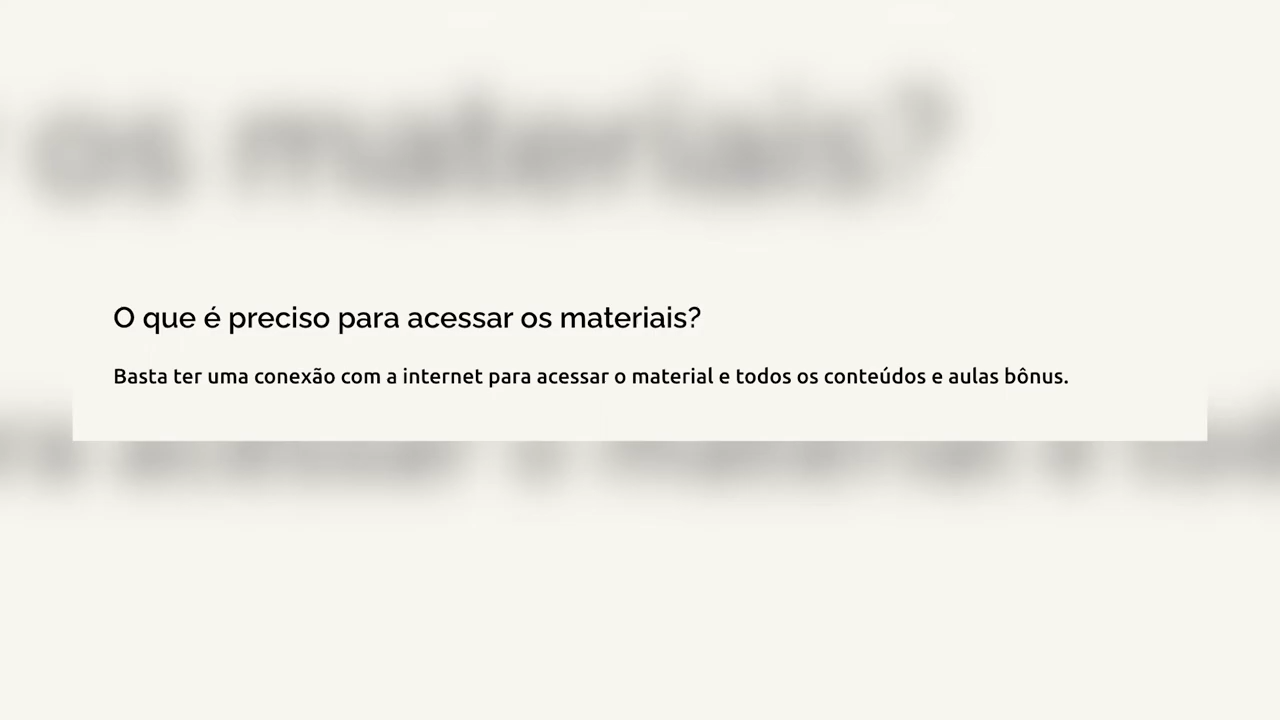 O que é preciso para acessar os materiais?
Basta ter uma conexão com a internet para acessar o material e todos os conteúdos e aulas bônus.